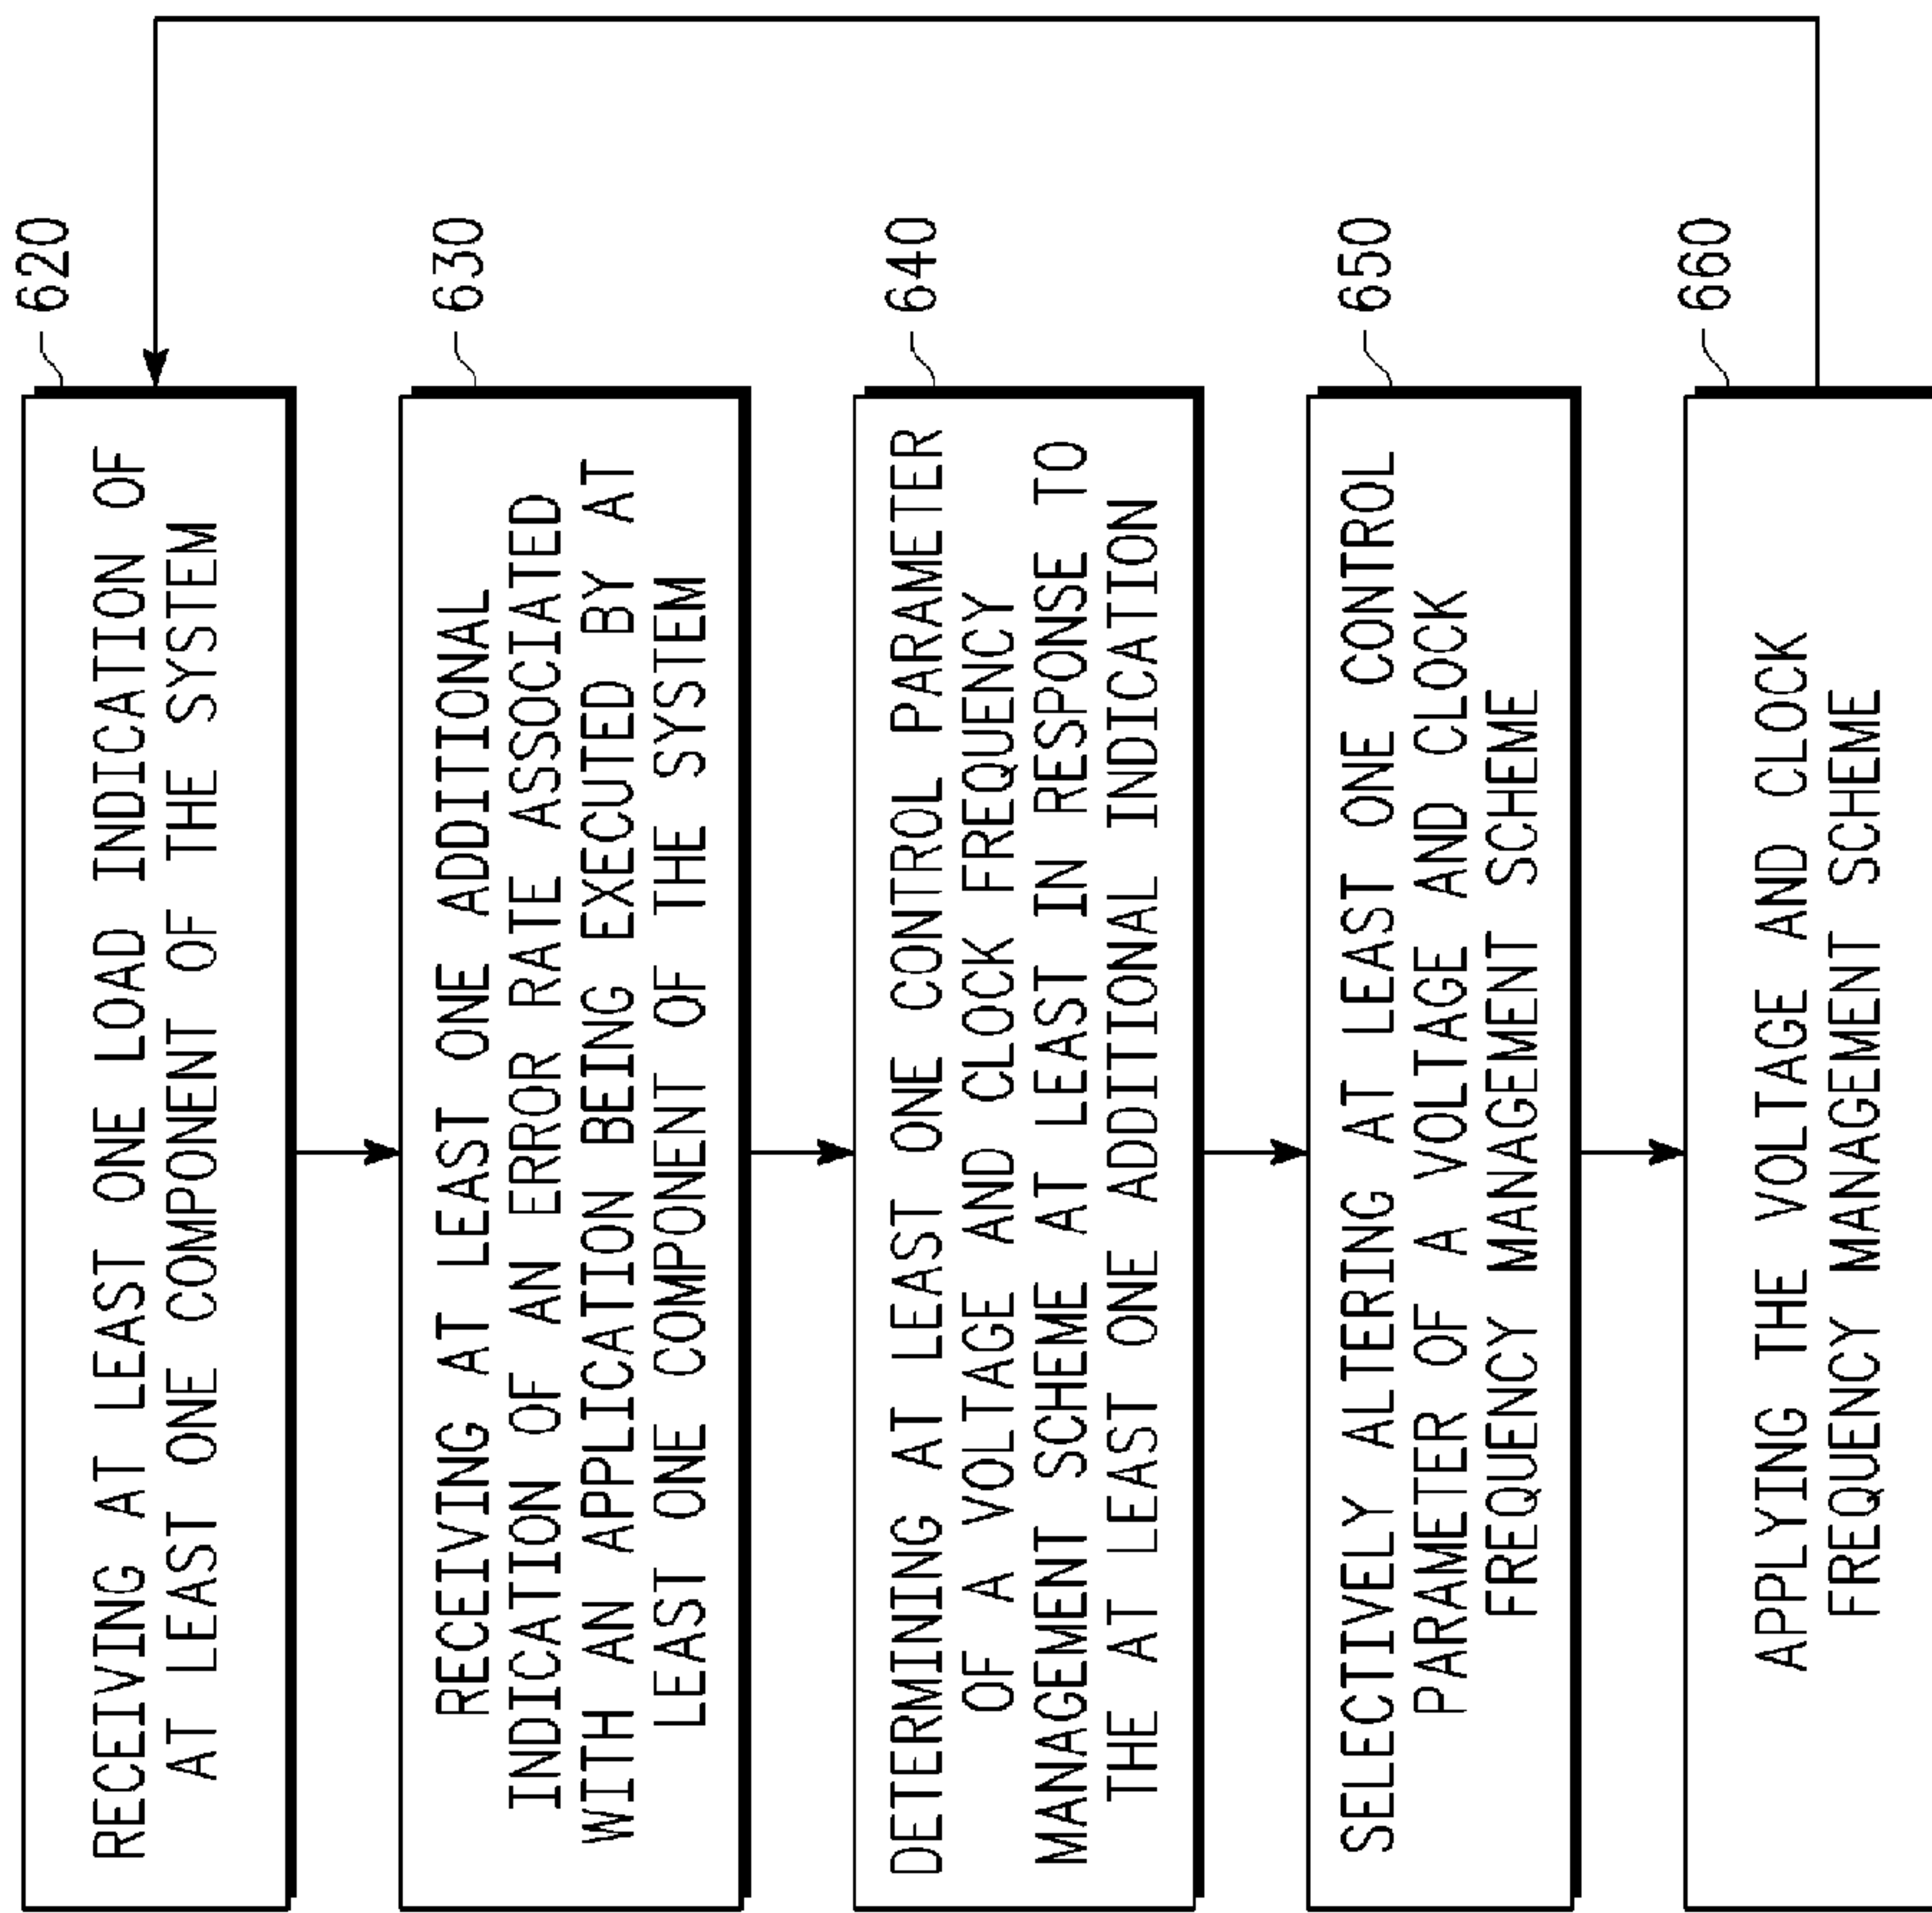 620
RECEIVING AT LEAST ONE LOAD INDICATION OF
AT LEAST ONE COMPONENT OF THE SYSTEM
630
RECEIVING AT LEAST ONE ADDITIONAL
INDICATION OF AN ERROR RATE ASSOCIATED
WITH AN APPLICATION BEING EXECUTED BY AT
LEAST ONE COMPONENT OF THE SYSTEM
640
DETERMINING AT LEAST ONE CONTROL PARAMETER
OF A VOLTAGE AND CLOCK FREQUENCY
MANAGEMENT SCHEME AT LEAST IN RESPONSE TO
THE AT LEAST ONE ADDITIONAL INDICATION
650
SELECTIVELY ALTERING AT LEAST ONE CONTROL
PARAMETER OF A VOLTAGE AND CLOCK
FREQUENCY MANAGEMENT SCHEME
660
APPLYING THE VOLTAGE AND CLOCK
FREQUENCY MANAGEMENT SCHEME